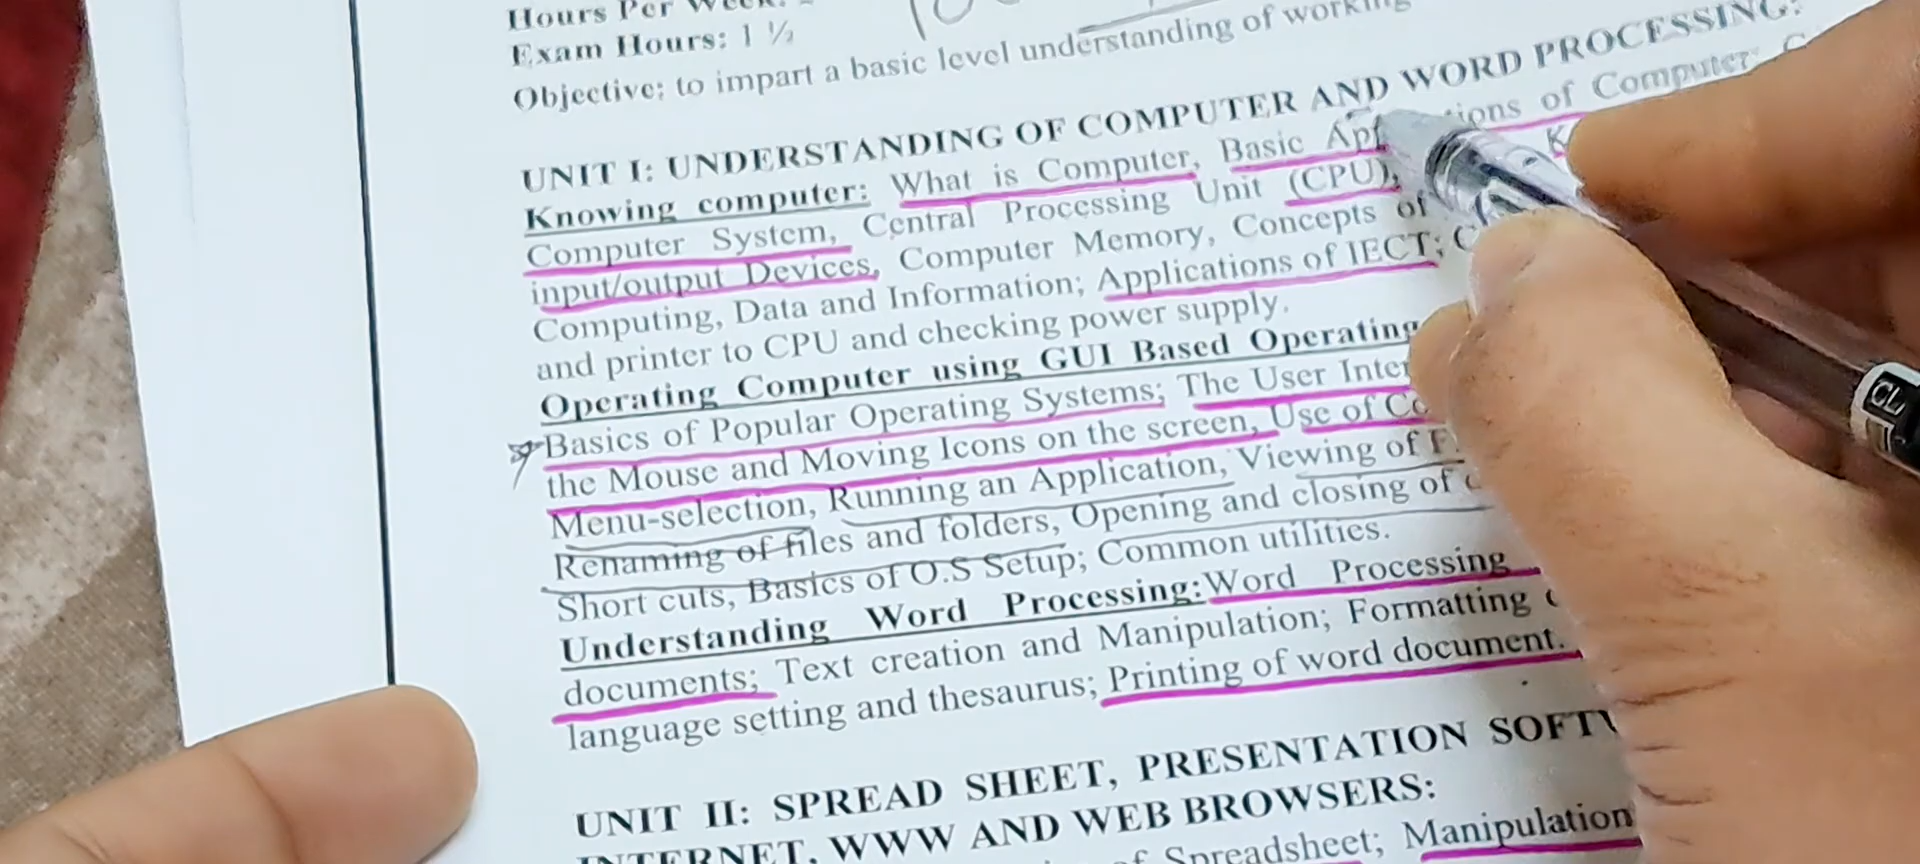 Hours Per Week:
Exam Hours: 1 ½
Objective: to impart a basic level understanding of working
UNIT I: UNDERSTANDING OF COMPUTER AND WORD PROCESSING:
Knowing computer: What is Computer, Basic of Computer
Computer System, Central Processing Unit (CPU),
input/output Devices, Computer Memory, Concepts of
Computing, Data and Information; Applications of IECT;
and printer to CPU and checking power supply.
Operating Computer using GUI Based Operating
Basics of Popular Operating Systems; The User
the Mouse and Moving Icons on the screen, Use of
Menu-selection, Running an Application, Viewing of
Renaming of files and folders, Opening and closing of
Short cuts, Basics of O.S Setup; Common utilities.
Understanding Word Processing: Word Processing
documents; Text creation and Manipulation; Formatting
language setting and thesaurus; Printing of word document.
UNIT II: SPREAD SHEET, PRESENTATION
INTERNET, WWW AND WEB BROWSERS:
of Spreadsheet; Manipulation
CL